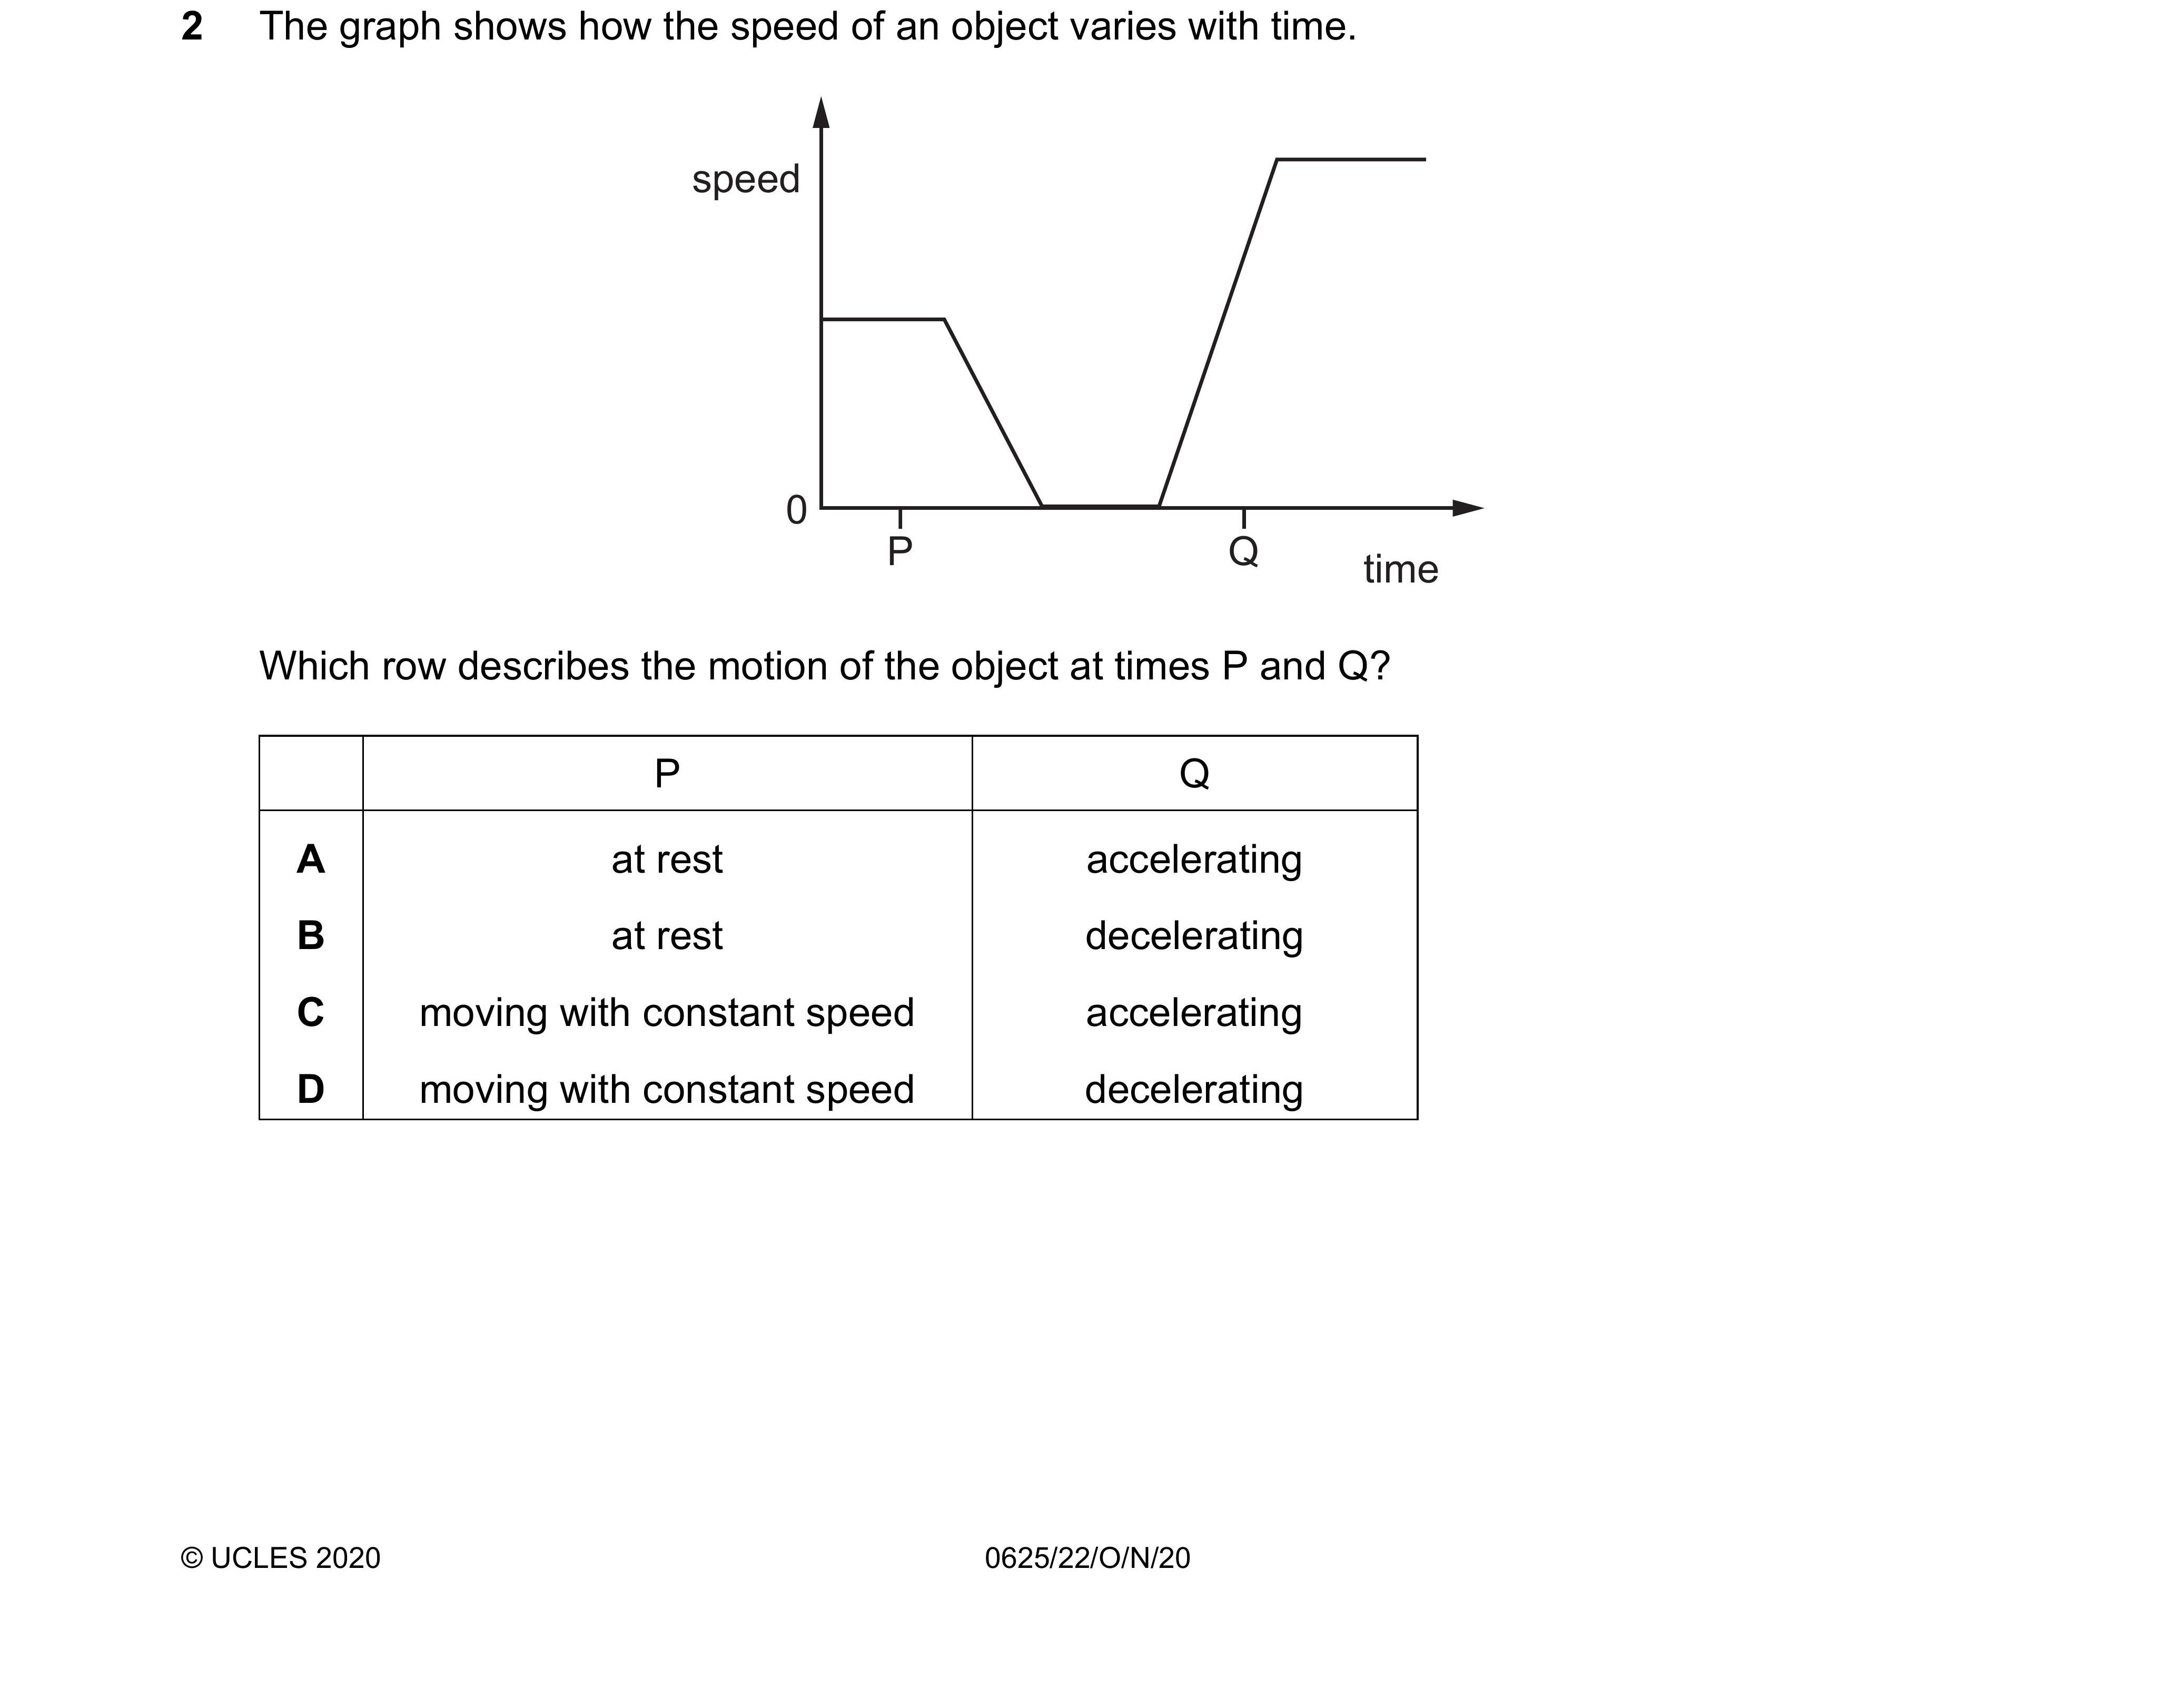 2 The graph shows how the speed of an object varies with time.
speed
0
P
Q
time
Which row describes the motion of the object at times P and Q?
P Q
A at rest accelerating
B at rest decelerating
C moving with constant speed accelerating
D moving with constant speed decelerating
© UCLES 2020 0625/22/O/N/20